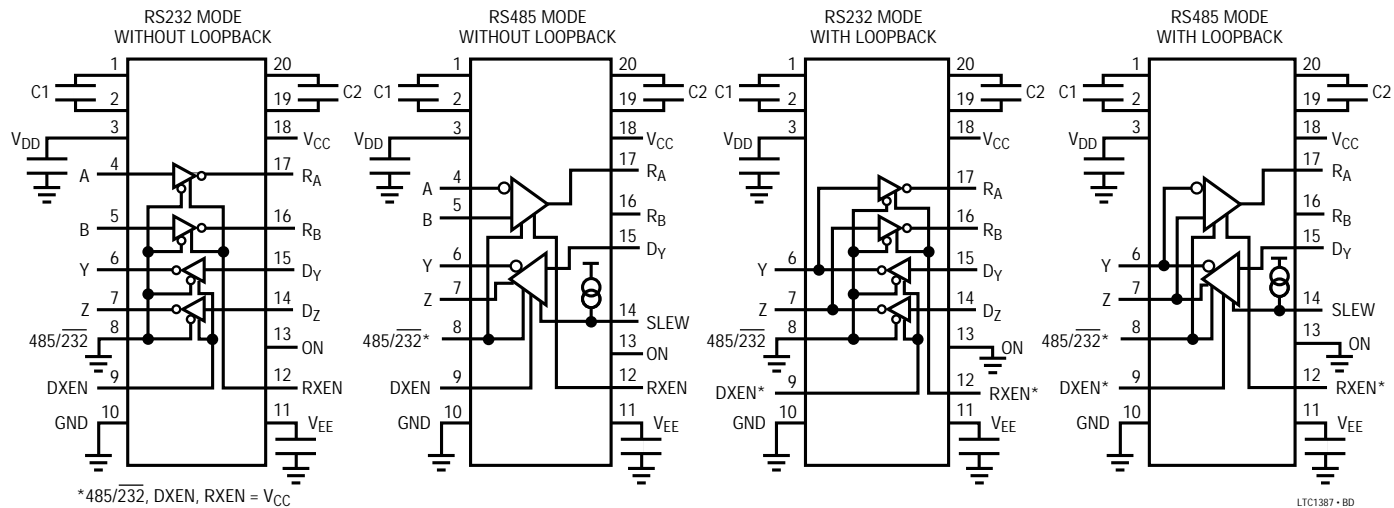 RS232 MODE
WITHOUT LOOPBACK
1
20
C1
C2
2
19
3
18
VDD
VCC
4
17
A
RA
5
16
B
RB
6
15
Y
DY
7
14
Z
DZ
8
485/232
13
ON
9
12
DXEN
RXEN
10
11
GND
VEE
RS485 MODE
WITHOUT LOOPBACK
1
20
C1
C2
2
19
3
18
VDD
VCC
17
4
RA
A
5
16
B
RB
15
6
DY
Y
7
Z
14
8
SLEW
485/232*
13
ON
9
12
DXEN
RXEN
10
11
GND
VEE
RS232 MODE
WITH LOOPBACK
1
20
C1
C2
2
19
3
18
VDD
VCC
17
RA
16
RB
6
15
Y
DY
7
14
Z
DZ
8
485/232
13
ON
9
12
DXEN*
RXEN*
10
11
GND
VEE
RS485 MODE
WITH LOOPBACK
1
20
C1
C2
2
19
3
18
VDD
VCC
17
RA
16
RB
15
6
DY
Y
7
Z
14
8
SLEW
485/232*
13
ON
9
12
DXEN*
RXEN*
10
11
GND
VEE
*485/232, DXEN, RXEN = VCC
LTC1387 • BD